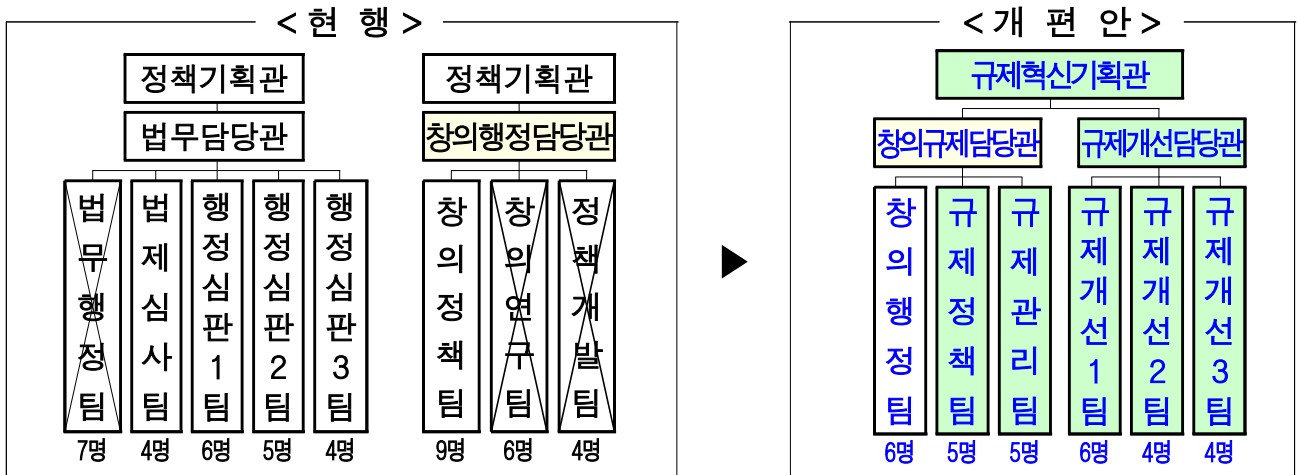 < 현 행 >
정책기획관
법무담당관
법무행정팀
법제심사팀
행정심판1팀
행정심판2팀
행정심판3팀
7명 4명 6명 5명 4명
정책기획관
창의행정담당관
창의정책팀
창의연구팀
정책개발팀
9명 6명 4명
▶
< 개 편 안 >
규제혁신기획관
창의규제담당관
규제개선담당관
창의행정팀
규제정책팀
규제관리팀
규제개선1팀
규제개선2팀
규제개선3팀
6명 5명 5명 6명 4명 4명